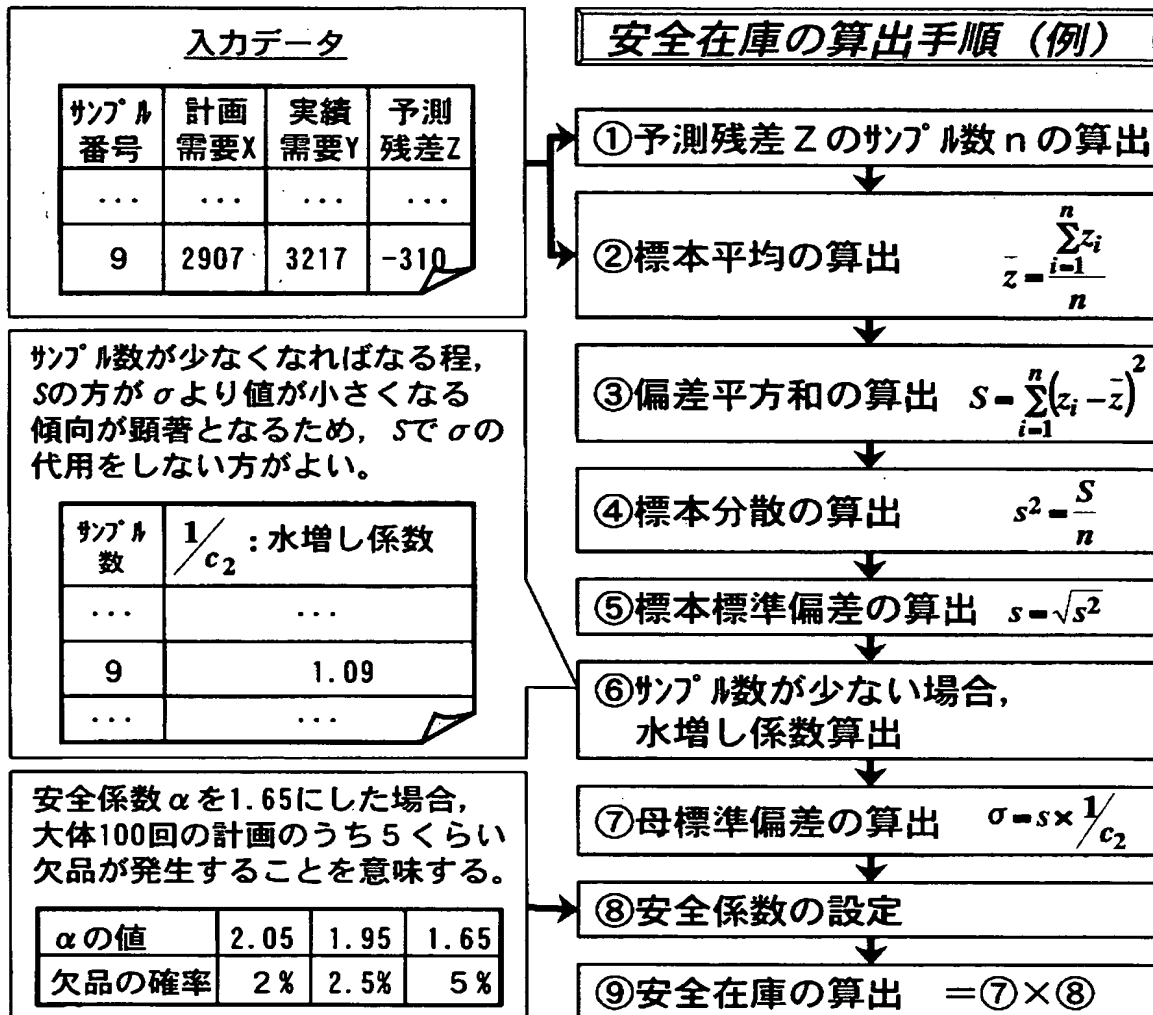 入力データ
サンプル番号 計画需要X 実績需要Y 予測残差Z
... ... ... ...
9 2907 3217 -310
サンプル数が少なくなればなる程,
Sの方がσより値が小さくなる
傾向が顕著となるため, Sでσの
代用をしない方がよい。
サンプル数 1/c₂:水増し係数
... ...
9 1.09
... ...
安全係数αを1.65にした場合,
大体100回の計画のうち5くらい
欠品が発生することを意味する。
αの値 2.05 1.95 1.65
欠品の確率 2% 2.5% 5%
安全在庫の算出手順(例)
①予測残差Zのサンプル数nの算出
②標本平均の算出 z̄=∑ⁿᵢ₌₁zᵢ/n
③偏差平方和の算出 S=∑ⁿᵢ₌₁(zᵢ-z̄)²
④標本分散の算出 s²=S/n
⑤標本標準偏差の算出 s=√s²
⑥サンプル数が少ない場合,
水増し係数算出
⑦母標準偏差の算出 σ=s×1/c₂
⑧安全係数の設定
⑨安全在庫の算出 =⑦×⑧